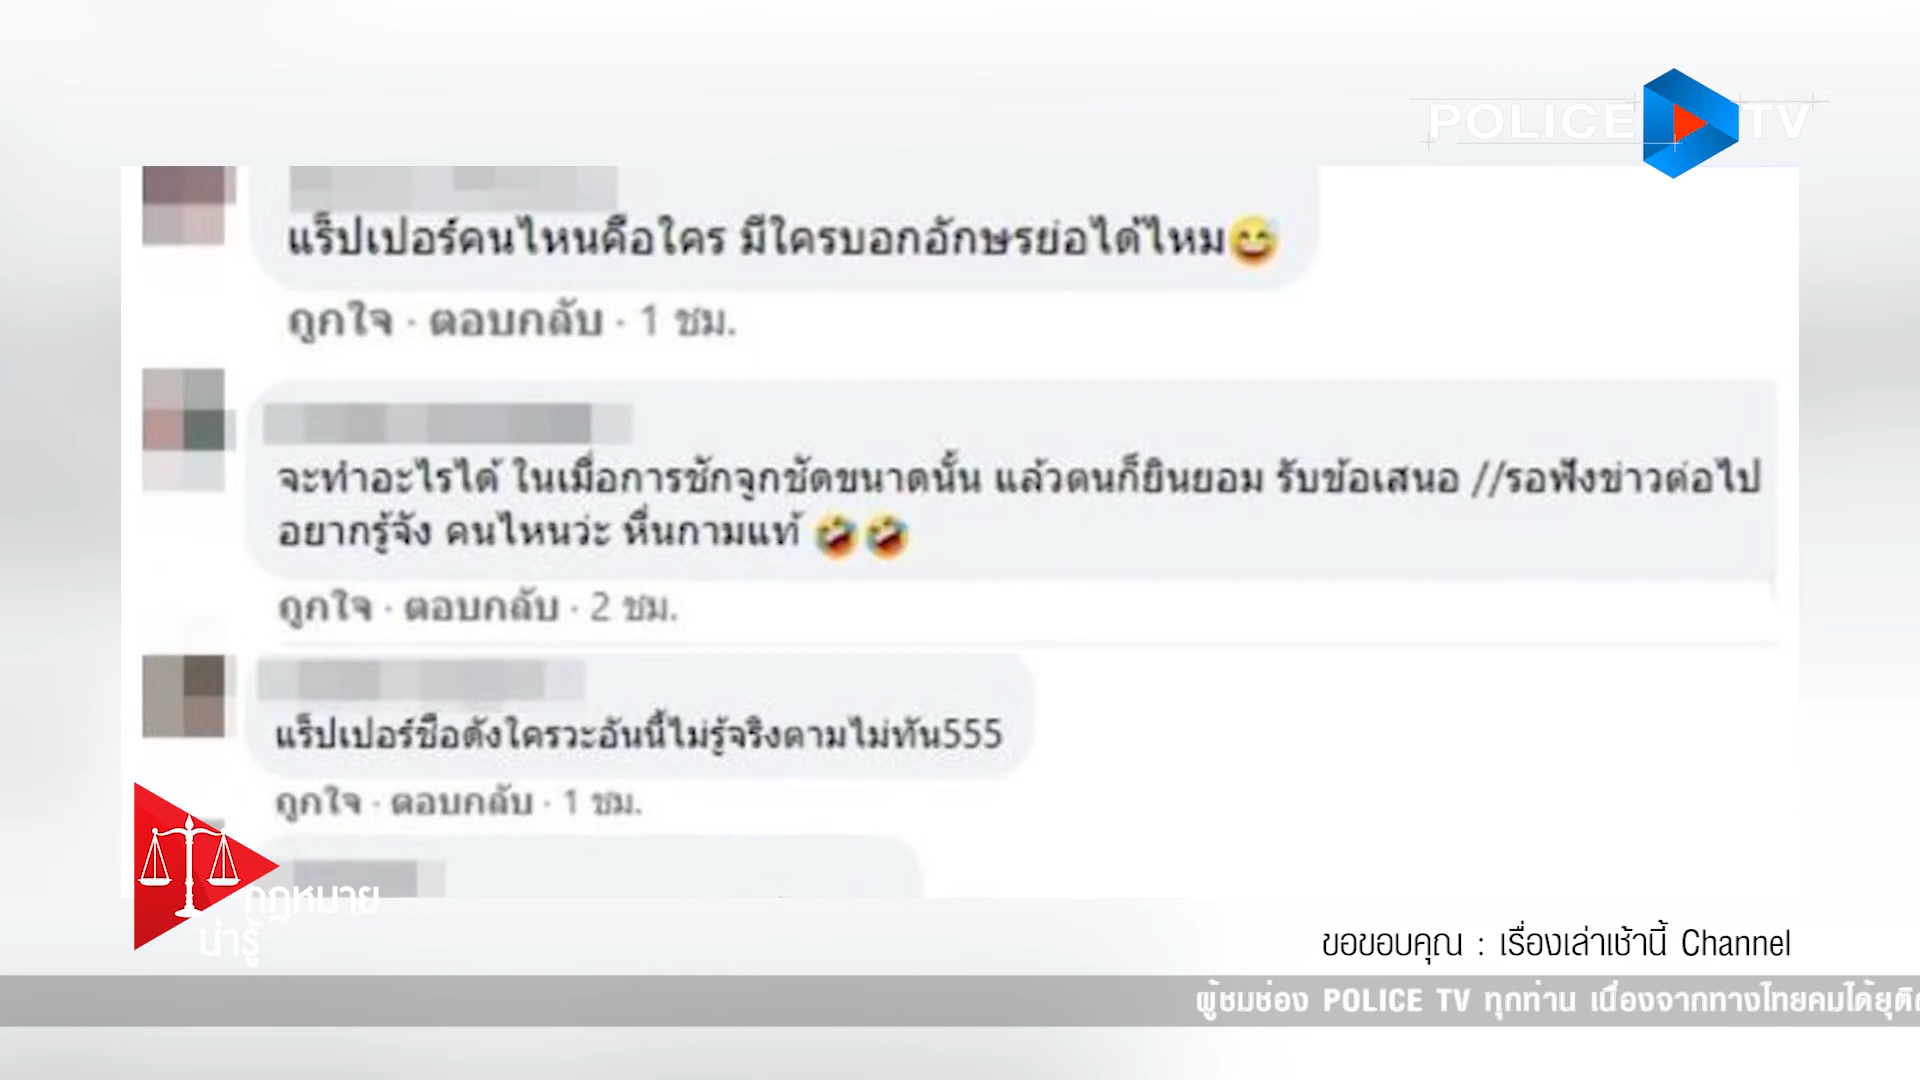 POLICE TV
แร็ปเปอร์คนไหนคือใคร มีใครบอกอักษรย่อได้ไหม😅
ถูกใจ · ตอบกลับ · 1 ชม.
จะทำอะไรได้ ในเมื่อการชักจูกชัดขนาดนั้น แล้วตนก็ยินยอม รับข้อเสนอ //รอฟังข่าวต่อไป
อยากรู้จัง คนไหนว่ะ หื่นกามแท้ 🤣🤣
ถูกใจ · ตอบกลับ · 2 ชม.
แร็ปเปอร์ชื่อดังใครวะอันนี้ไม่รู้จริงตามไม่ทัน555
ถูกใจ · ตอบกลับ · 1 ชม.
กฎหมาย
น่ารู้
ขอขอบคุณ : เรื่องเล่าเช้านี้ Channel
ผู้ชมช่อง POLICE TV ทุกท่าน เนื่องจากทางไทยคมได้ยุติ